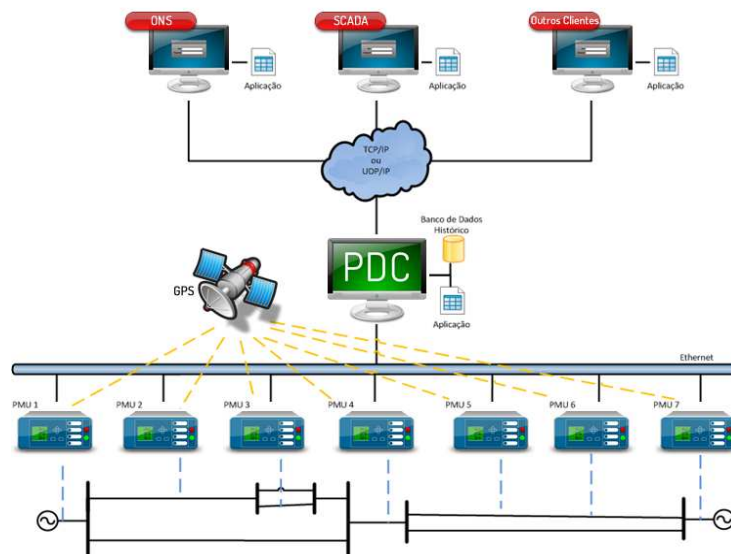 ONS
SCADA
Outros Clientes
Aplicação
Aplicação
Aplicação
TCP/IP
ou
UDP/IP
Banco de Dados
Histórico
PDC
GPS
Aplicação
Ethernet
PMU 1
PMU 2
PMU 3
PMU 4
PMU 5
PMU 6
PMU 7